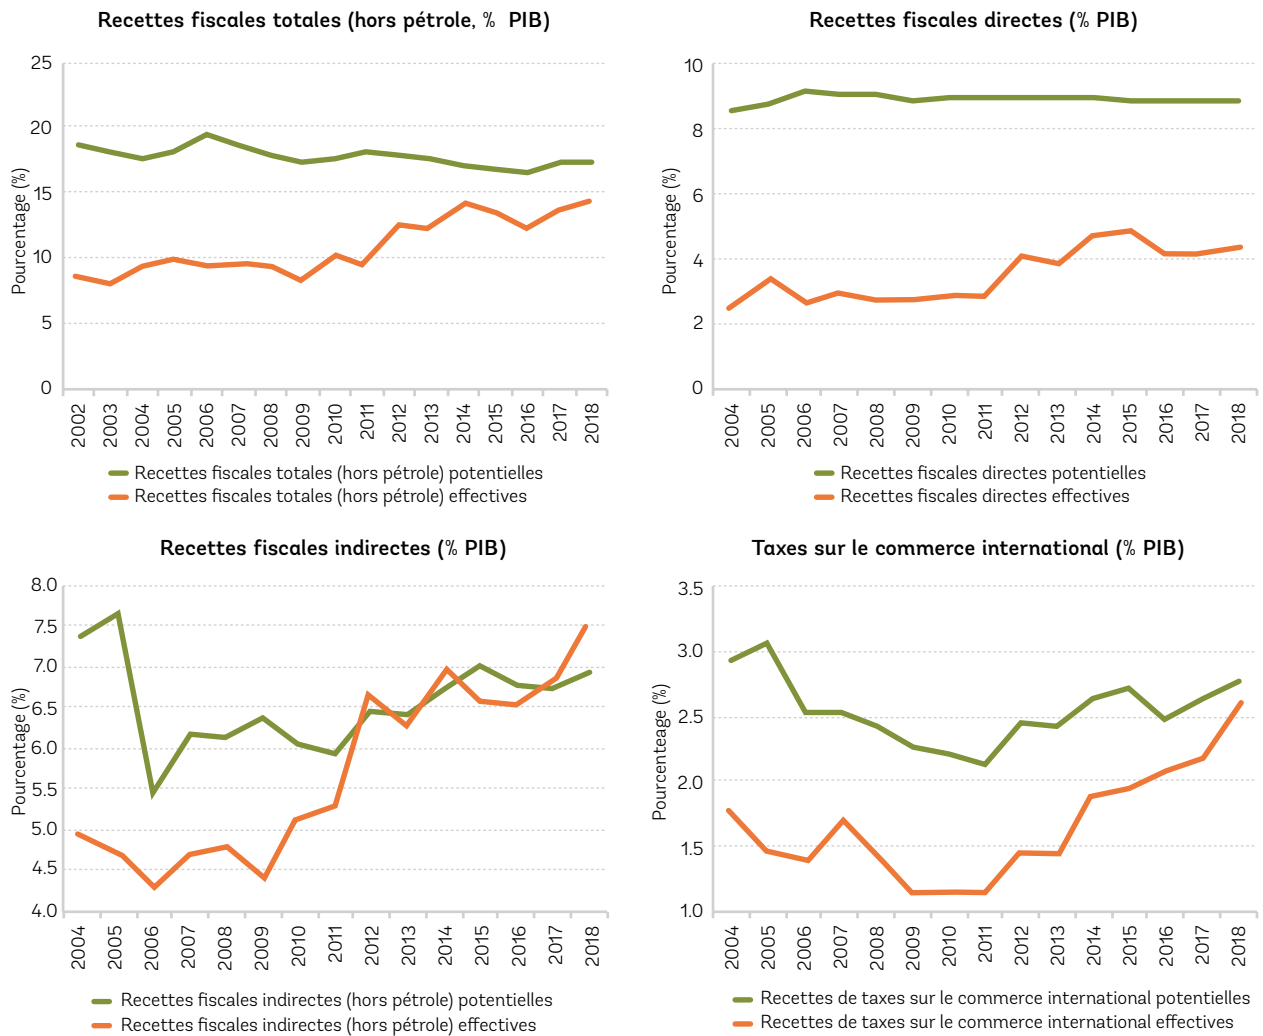 Recettes fiscales totales (hors pétrole, % PIB)
Pourcentage (%)
25
20
15
10
5
0
2002 2003 2004 2005 2006 2007 2008 2009 2010 2011 2012 2013 2014 2015 2016 2017 2018
Recettes fiscales totales (hors pétrole) potentielles
Recettes fiscales totales (hors pétrole) effectives
Recettes fiscales directes (% PIB)
Pourcentage (%)
10
8
6
4
2
0
2004 2005 2006 2007 2008 2009 2010 2011 2012 2013 2014 2015 2016 2017 2018
Recettes fiscales directes potentielles
Recettes fiscales directes effectives
Recettes fiscales indirectes (% PIB)
Pourcentage (%)
8.0
7.5
7.0
6.5
6.0
5.5
5.0
4.5
4.0
2004 2005 2006 2007 2008 2009 2010 2011 2012 2013 2014 2015 2016 2017 2018
Recettes fiscales indirectes (hors pétrole) potentielles
Recettes fiscales indirectes (hors pétrole) effectives
Taxes sur le commerce international (% PIB)
Pourcenteage (%)
3.5
3.0
2.5
2.0
1.5
1.0
2004 2005 2006 2007 2008 2009 2010 2011 2012 2013 2014 2015 2016 2017 2018
Recettes de taxes sur le commerce international potentielles
Recettes de taxes sur le commerce international effectives